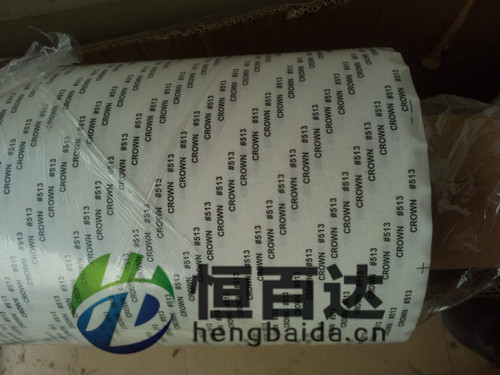 CROWN #513
恒百达
hengbaida.cn